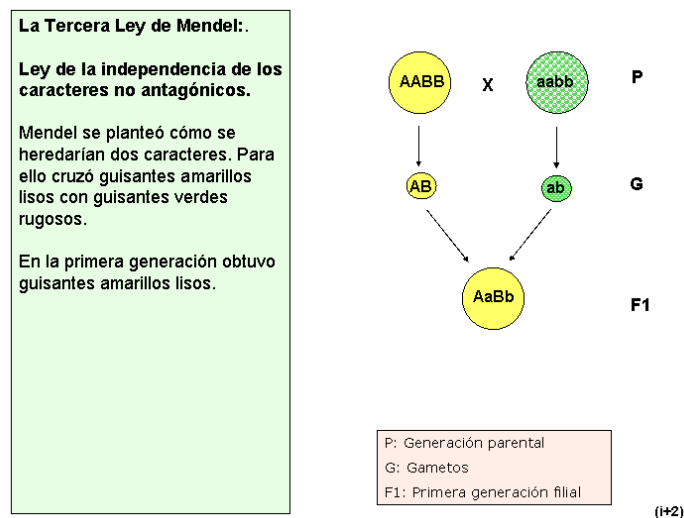 La Tercera Ley de Mendel:.
Ley de la independencia de los
caracteres no antagónicos.
Mendel se planteó cómo se
heredarían dos caracteres. Para
ello cruzó guisantes amarillos
lisos con guisantes verdes
rugosos.
En la primera generación obtuvo
guisantes amarillos lisos.
AABB X aabb P
AB ab G
AaBb F1
P: Generación parental
G: Gametos
F1: Primera generación filial
(i+2)